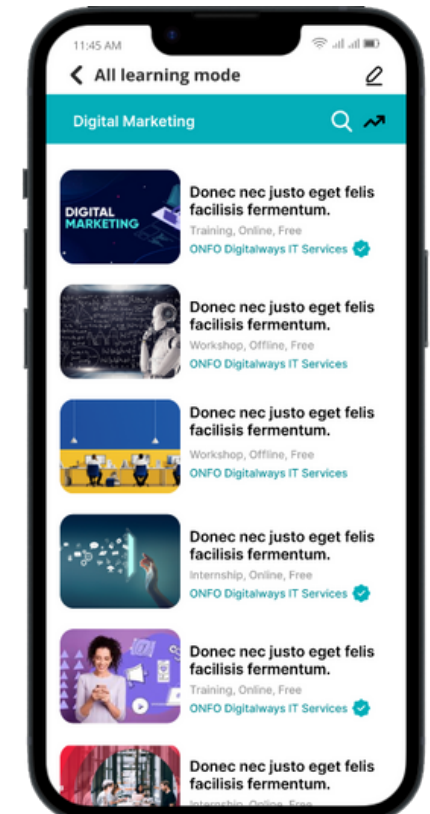 11:45 AM
All learning mode
Digital Marketing
DIGITAL
MARKETING
Donec nec justo eget felis
facilisis fermentum.
Training, Online, Free
ONFO Digitalways IT Services
Donec nec justo eget felis
facilisis fermentum.
Workshop, Offline, Free
ONFO Digitalways IT Services
Donec nec justo eget felis
facilisis fermentum.
Workshop, Offline, Free
ONFO Digitalways IT Services
Donec nec justo eget felis
facilisis fermentum.
Internship, Online, Free
ONFO Digitalways IT Services
Donec nec justo eget felis
facilisis fermentum.
Training, Online, Free
ONFO Digitalways IT Services
Donec nec justo eget felis
facilisis fermentum.
Internship, Online, Free